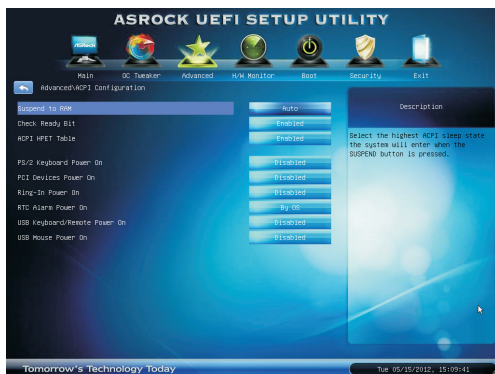 ASROCK UEFI SETUP UTILITY
ASRock
Main OC Tweaker Advanced H/W Monitor Boot Security Exit
Advanced\ACPI Configuration
Description
Suspend to RAM Auto
Check Ready Bit Enabled
ACPI HPET Table Enabled
PS/2 Keyboard Power On Disabled
PCI Devices Power On Disabled
Ring-In Power On Disabled
RTC Alarm Power On By OS
USB Keyboard/Remote Power On Disabled
USB Mouse Power On Disabled
Select the highest ACPI sleep state
the system will enter when the
SUSPEND button is pressed.
Tomorrow's Technology Today
Tue 05/15/2012, 15:09:41